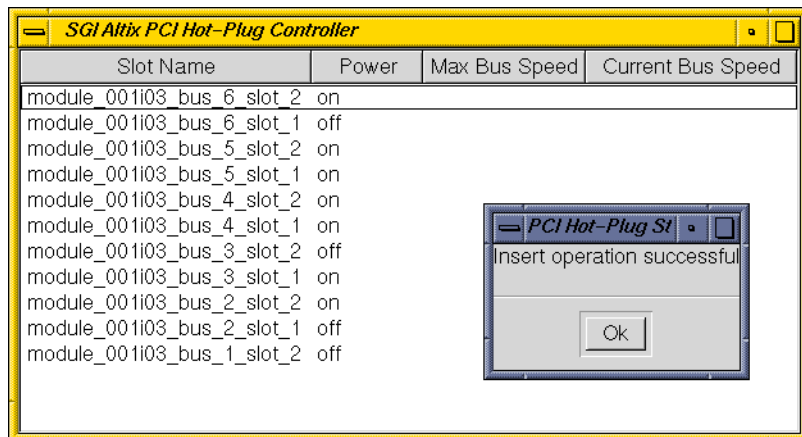 SGI Altix PCI Hot-Plug Controller
Slot Name Power Max Bus Speed Current Bus Speed
module_001i03_bus_6_slot_2 on
module_001i03_bus_6_slot_1 off
module_001i03_bus_5_slot_2 on
module_001i03_bus_5_slot_1 on
module_001i03_bus_4_slot_2 on
module_001i03_bus_4_slot_1 on
module_001i03_bus_3_slot_2 off
module_001i03_bus_3_slot_1 on
module_001i03_bus_2_slot_2 on
module_001i03_bus_2_slot_1 off
module_001i03_bus_1_slot_2 off
PCI Hot-Plug St
Insert operation successful
Ok